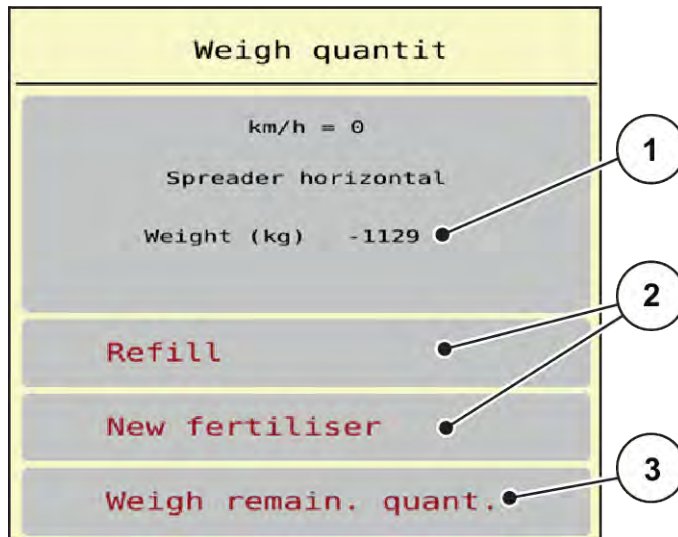 Weigh quantit
km/h = 0
Spreader horizontal
Weight (kg) -1129
1
2
Refill
New fertiliser
3
Weigh remain. quant.